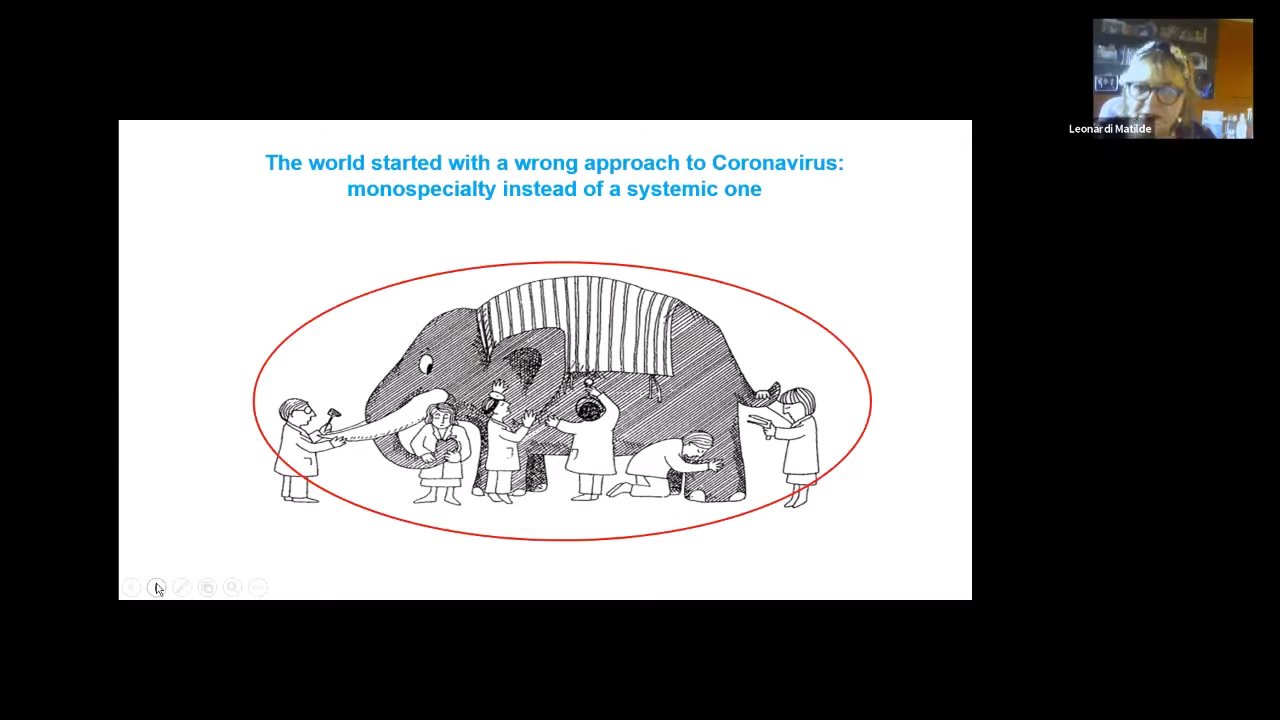 The world started with a wrong approach to Coronavirus:
monospecialty instead of a systemic one
Leonardi Matilde